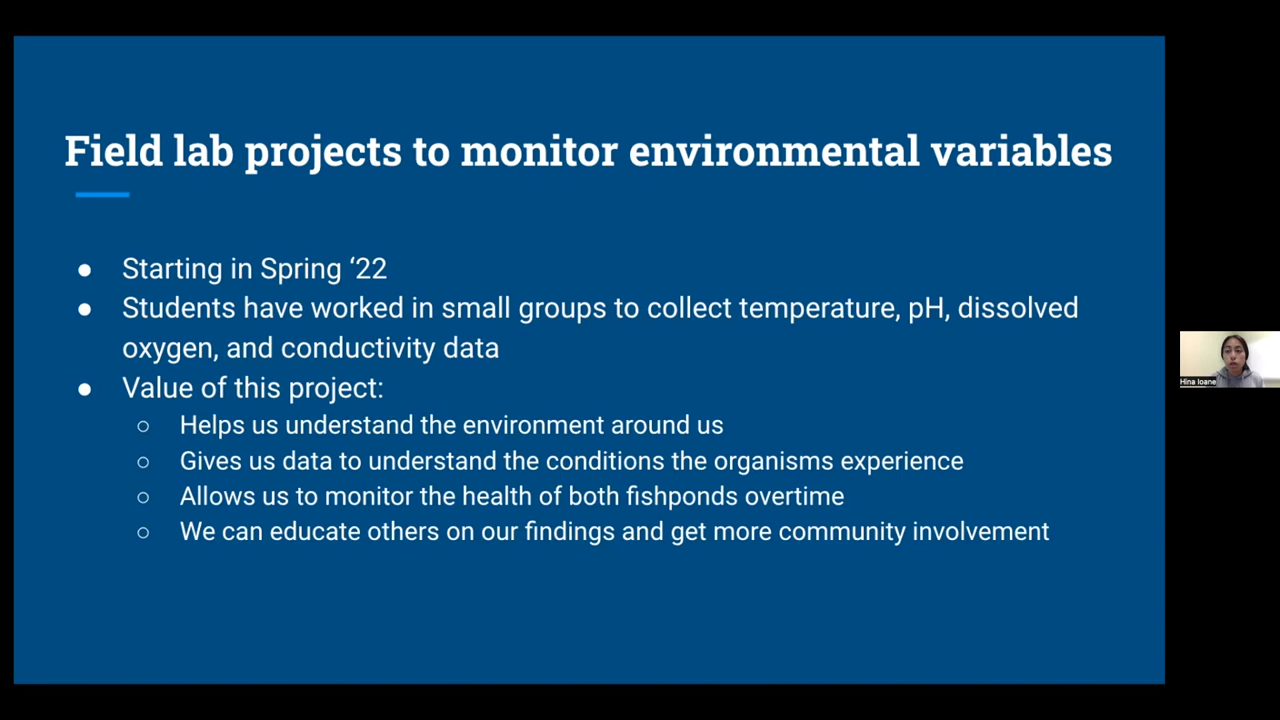 Field lab projects to monitor environmental variables
● Starting in Spring ‘22
● Students have worked in small groups to collect temperature, pH, dissolved
oxygen, and conductivity data
● Value of this project:
○ Helps us understand the environment around us
○ Gives us data to understand the conditions the organisms experience
○ Allows us to monitor the health of both fishponds overtime
○ We can educate others on our findings and get more community involvement
Hina Ioane